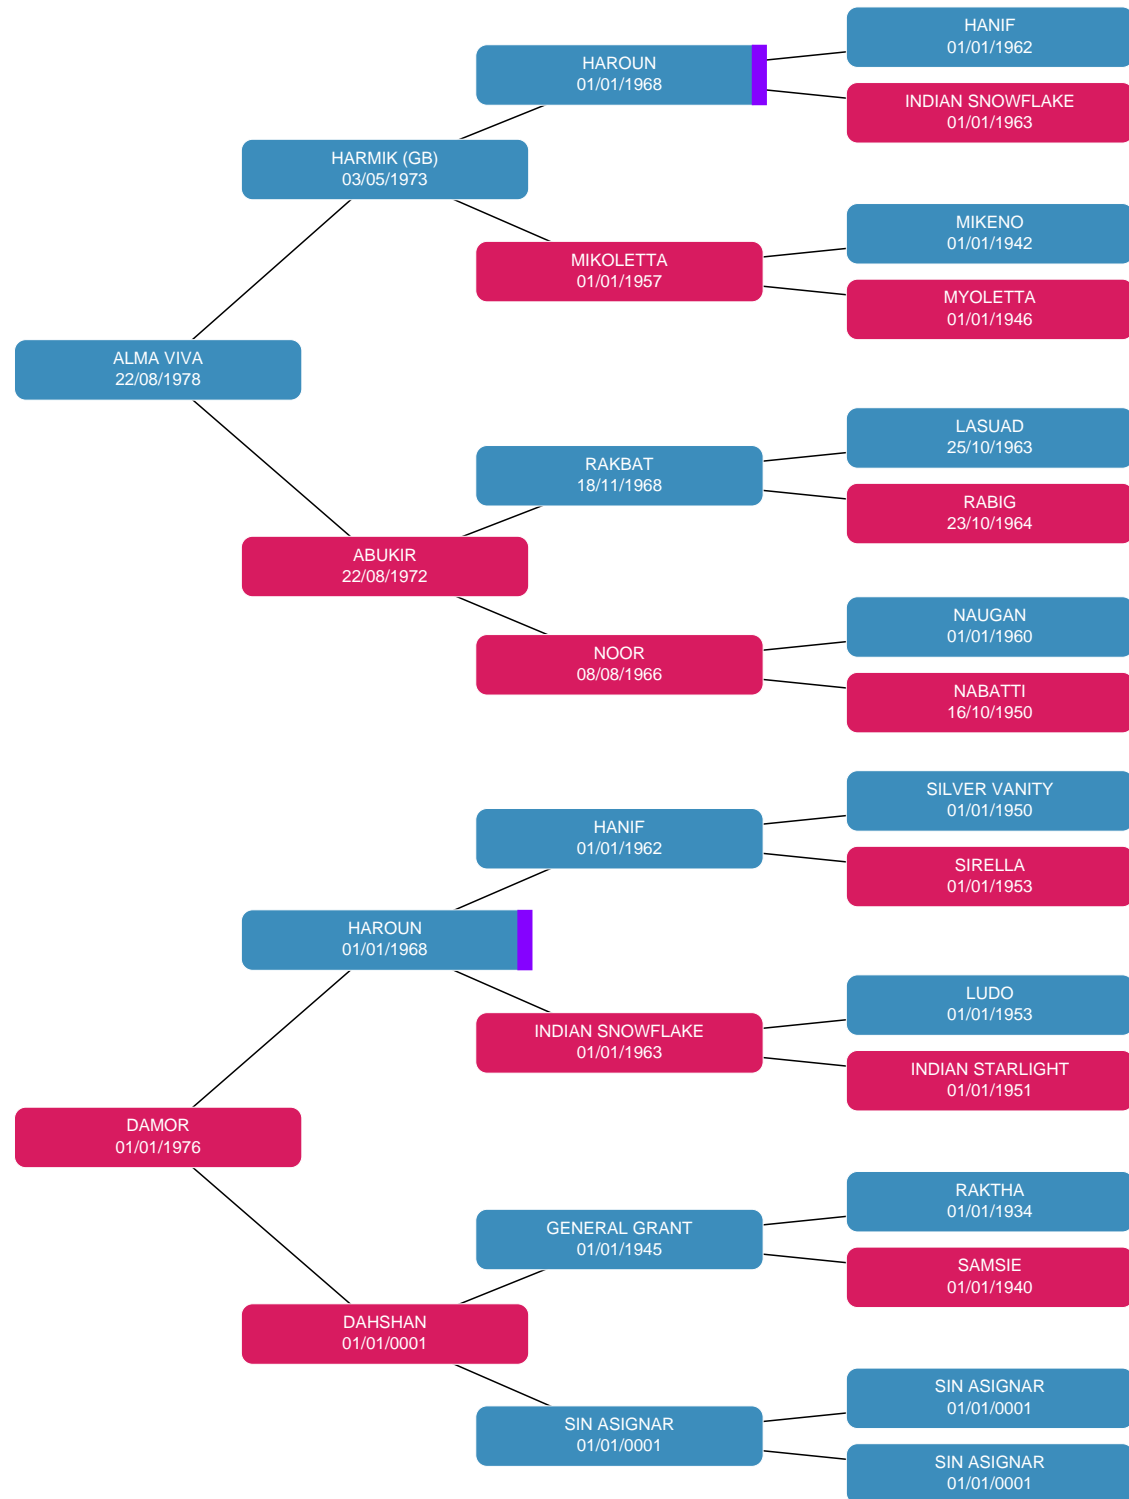 HANIF
01/01/1962
HAROUN
01/01/1968
INDIAN SNOWFLAKE
01/01/1963
HARMIK (GB)
03/05/1973
MIKENO
01/01/1942
MIKOLETTA
01/01/1957
MYOLETTA
01/01/1946
ALMA VIVA
22/08/1978
LASUAD
25/10/1963
RAKBAT
18/11/1968
RABIG
23/10/1964
ABUKIR
22/08/1972
NAUGAN
01/01/1960
NOOR
08/08/1966
NABATTI
16/10/1950
SILVER VANITY
01/01/1950
HANIF
01/01/1962
SIRELLA
01/01/1953
HAROUN
01/01/1968
LUDO
01/01/1953
INDIAN SNOWFLAKE
01/01/1963
INDIAN STARLIGHT
01/01/1951
DAMOR
01/01/1976
RAKTHA
01/01/1934
GENERAL GRANT
01/01/1945
SAMSIE
01/01/1940
DAHSHAN
01/01/0001
SIN ASIGNAR
01/01/0001
SIN ASIGNAR
01/01/0001
SIN ASIGNAR
01/01/0001